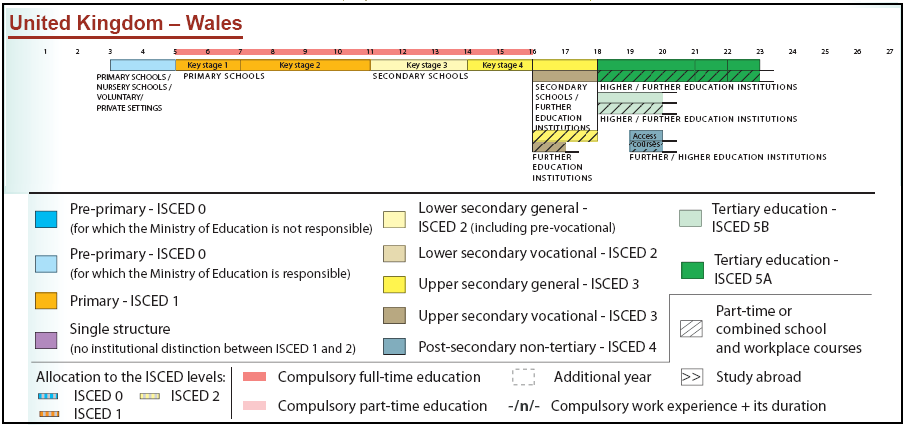 United Kingdom – Wales
1 2 3 4 5 6 7 8 9 10 11 12 13 14 15 16 17 18 19 20 21 22 23 24 25 26 27
Key stage 1 Key stage 2 Key stage 3 Key stage 4
PRIMARY SCHOOLS /
NURSERY SCHOOLS /
VOLUNTARY/
PRIVATE SETTINGS
PRIMARY SCHOOLS
SECONDARY SCHOOLS
SECONDARY
SCHOOLS /
FURTHER
EDUCATION
INSTITUTIONS
HIGHER / FURTHER EDUCATION INSTITUTIONS
HIGHER / FURTHER EDUCATION INSTITUTIONS
Access
courses
FURTHER
EDUCATION
INSTITUTIONS
FURTHER / HIGHER EDUCATION INSTITUTIONS
Pre-primary - ISCED 0
(for which the Ministry of Education is not responsible)
Pre-primary - ISCED 0
(for which the Ministry of Education is responsible)
Primary - ISCED 1
Single structure
(no institutional distinction between ISCED 1 and 2)
Lower secondary general -
ISCED 2 (including pre-vocational)
Lower secondary vocational - ISCED 2
Upper secondary general - ISCED 3
Upper secondary vocational - ISCED 3
Post-secondary non-tertiary - ISCED 4
Tertiary education -
ISCED 5B
Tertiary education -
ISCED 5A
Part-time or
combined school
and workplace courses
Allocation to the ISCED levels:
ISCED 0 ISCED 2
ISCED 1
Compulsory full-time education
Compulsory part-time education
Additional year
-/n/- Compulsory work experience + its duration
>> Study abroad